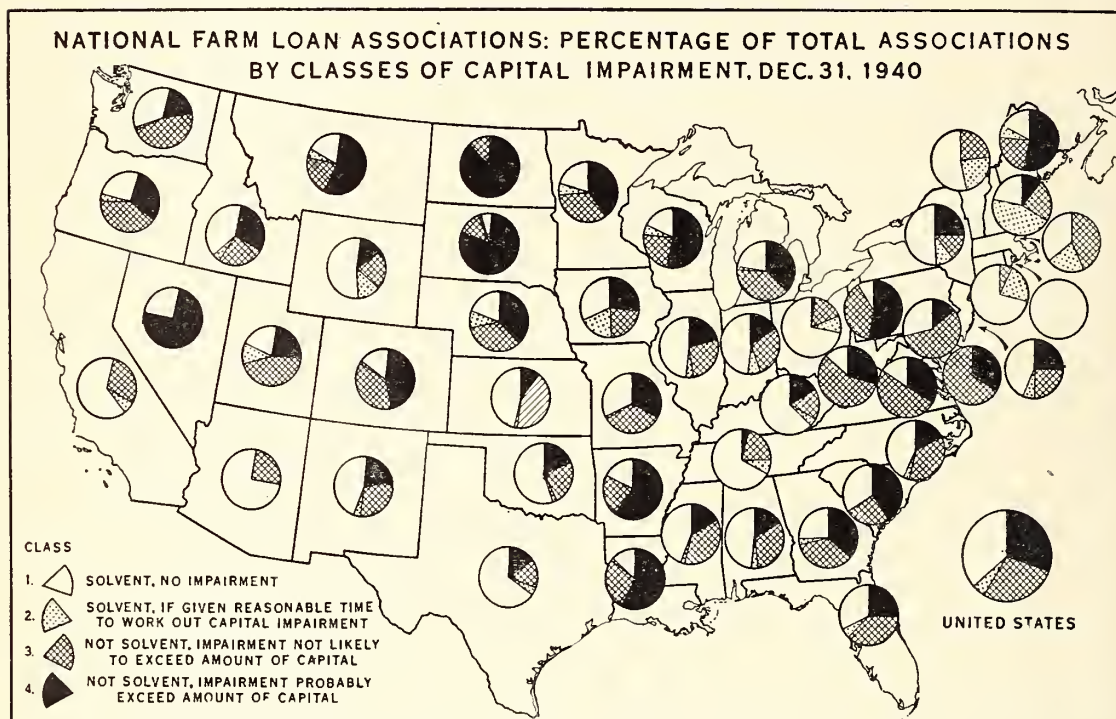 NATIONAL FARM LOAN ASSOCIATIONS: PERCENTAGE OF TOTAL ASSOCIATIONS
BY CLASSES OF CAPITAL IMPAIRMENT, DEC. 31, 1940
CLASS
1. SOLVENT, NO IMPAIRMENT
2. SOLVENT, IF GIVEN REASONABLE TIME
TO WORK OUT CAPITAL IMPAIRMENT
3. NOT SOLVENT, IMPAIRMENT NOT LIKELY
TO EXCEED AMOUNT OF CAPITAL
4. NOT SOLVENT, IMPAIRMENT PROBABLY
EXCEED AMOUNT OF CAPITAL
UNITED STATES